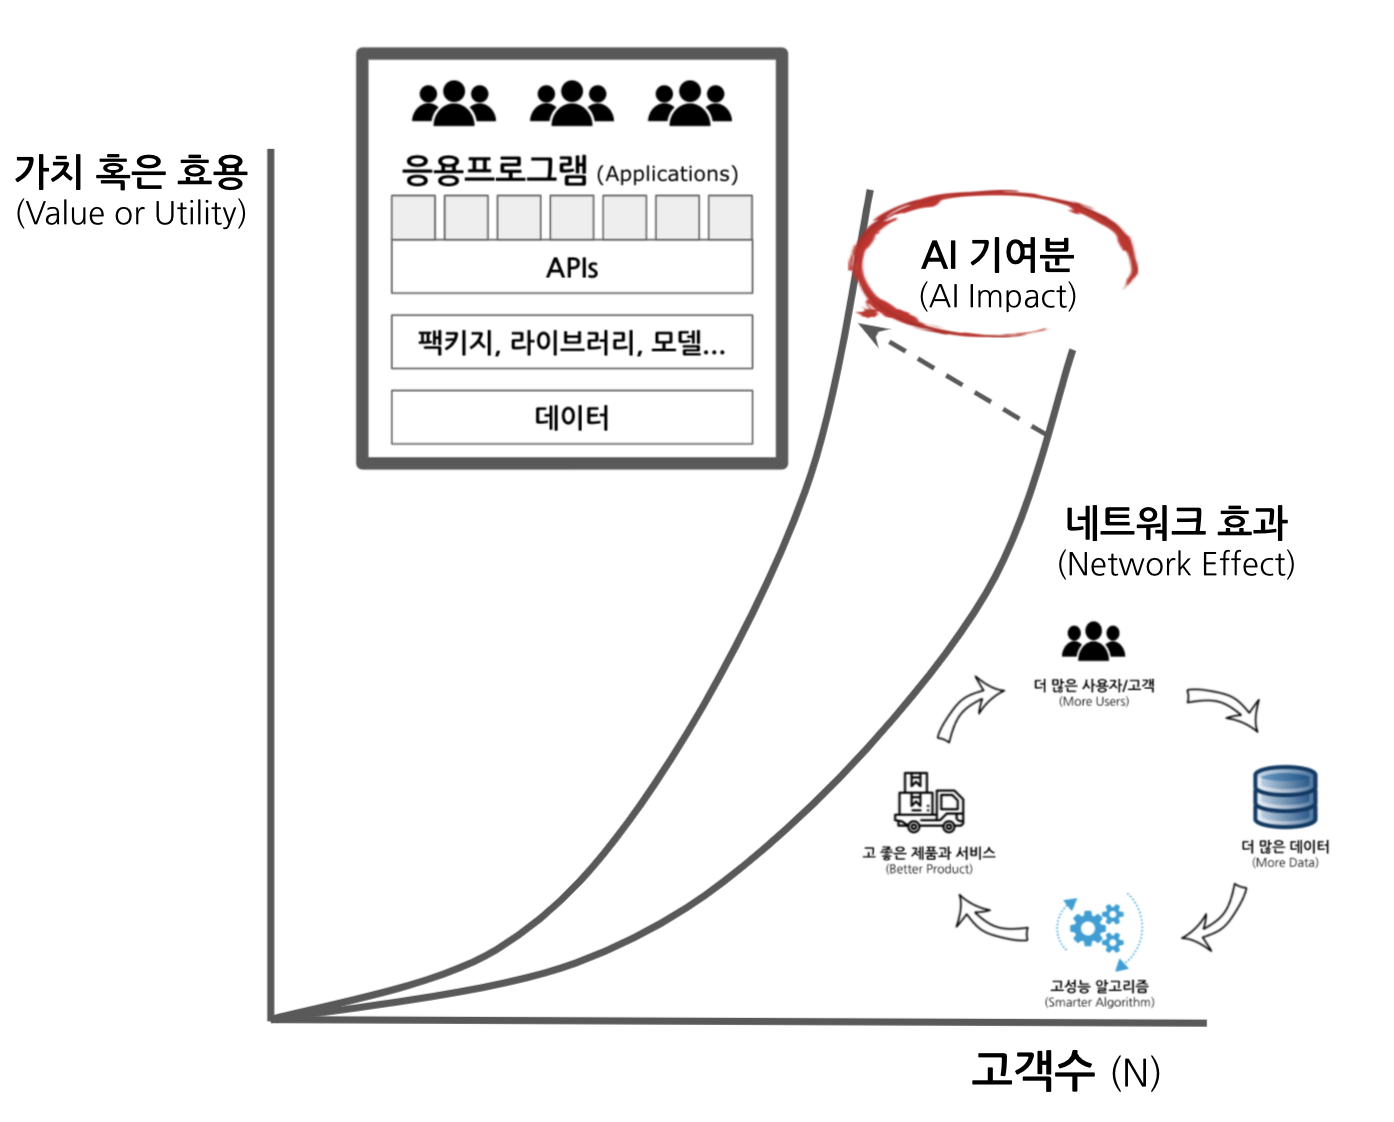 가치 혹은 효용
(Value or Utility)
응용프로그램 (Applications)
APIs
팩키지, 라이브러리, 모델...
데이터
AI 기여분
(AI Impact)
네트워크 효과
(Network Effect)
더 많은 사용자/고객
(More Users)
더 많은 데이터
(More Data)
고성능 알고리즘
(Smarter Algorithm)
고 좋은 제품과 서비스
(Better Product)
고객수 (N)